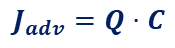 J_adv = Q · C